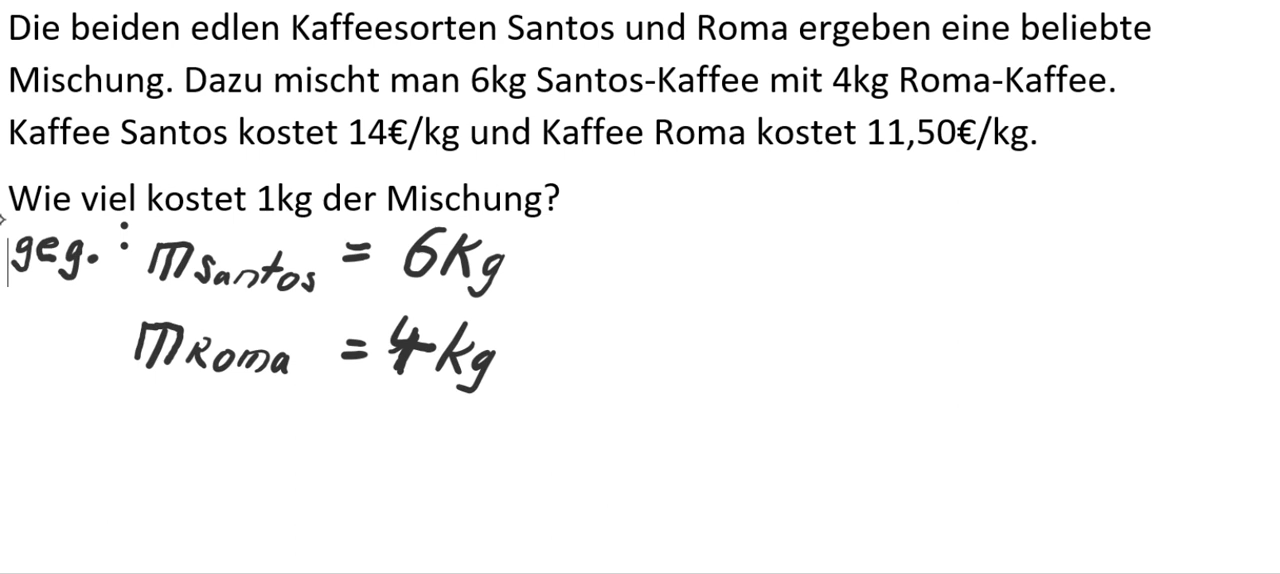 Die beiden edlen Kaffeesorten Santos und Roma ergeben eine beliebte
Mischung. Dazu mischt man 6kg Santos-Kaffee mit 4kg Roma-Kaffee.
Kaffee Santos kostet 14€/kg und Kaffee Roma kostet 11,50€/kg.
Wie viel kostet 1kg der Mischung?
geg. : m Santos = 6Kg
m Roma = 4kg